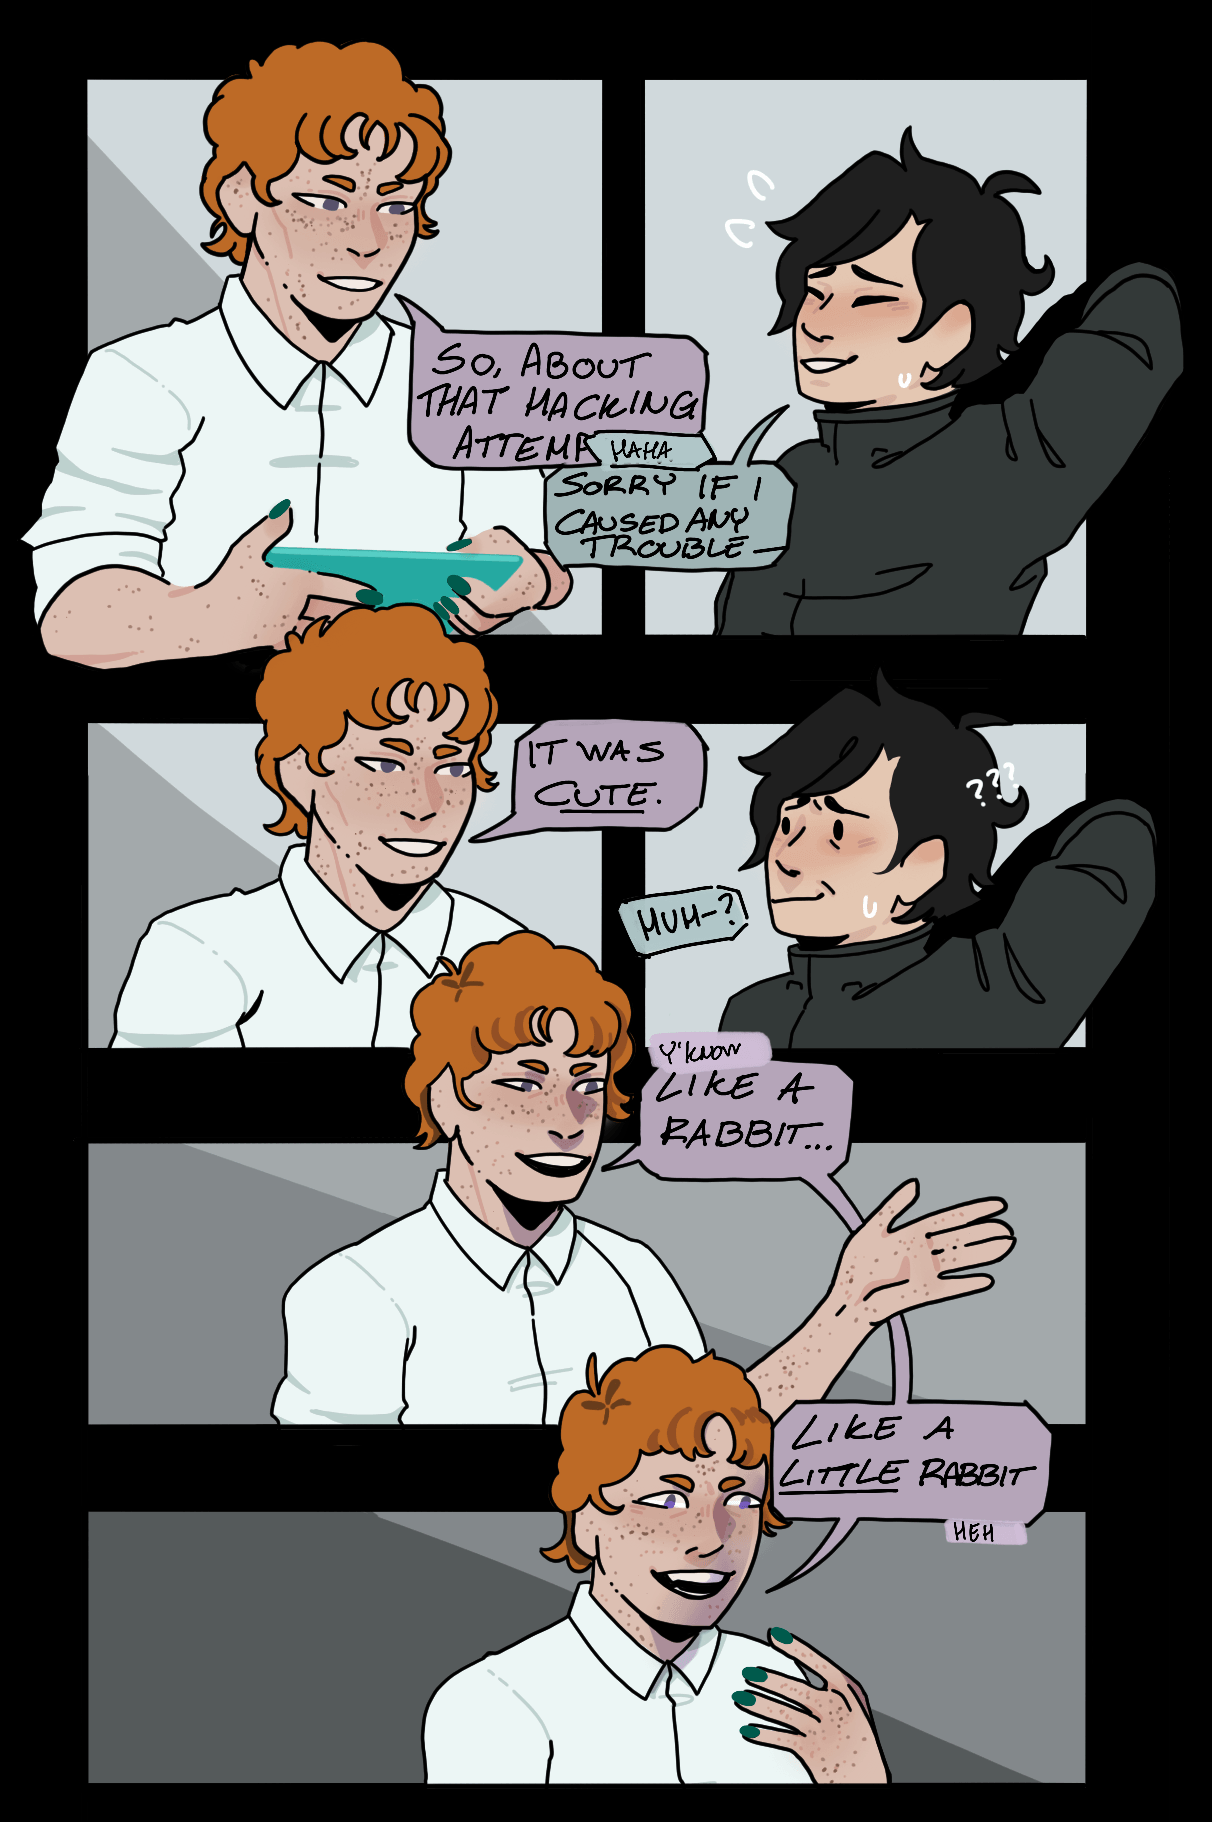 SO, ABOUT
THAT HACKING
ATTEMP
HAHA
SORRY IF I
CAUSED ANY
TROUBLE—
IT WAS
CUTE.
???
HUH-?
Y'KNOW
LIKE A
RABBIT...
LIKE A
LITTLE RABBIT
HEH